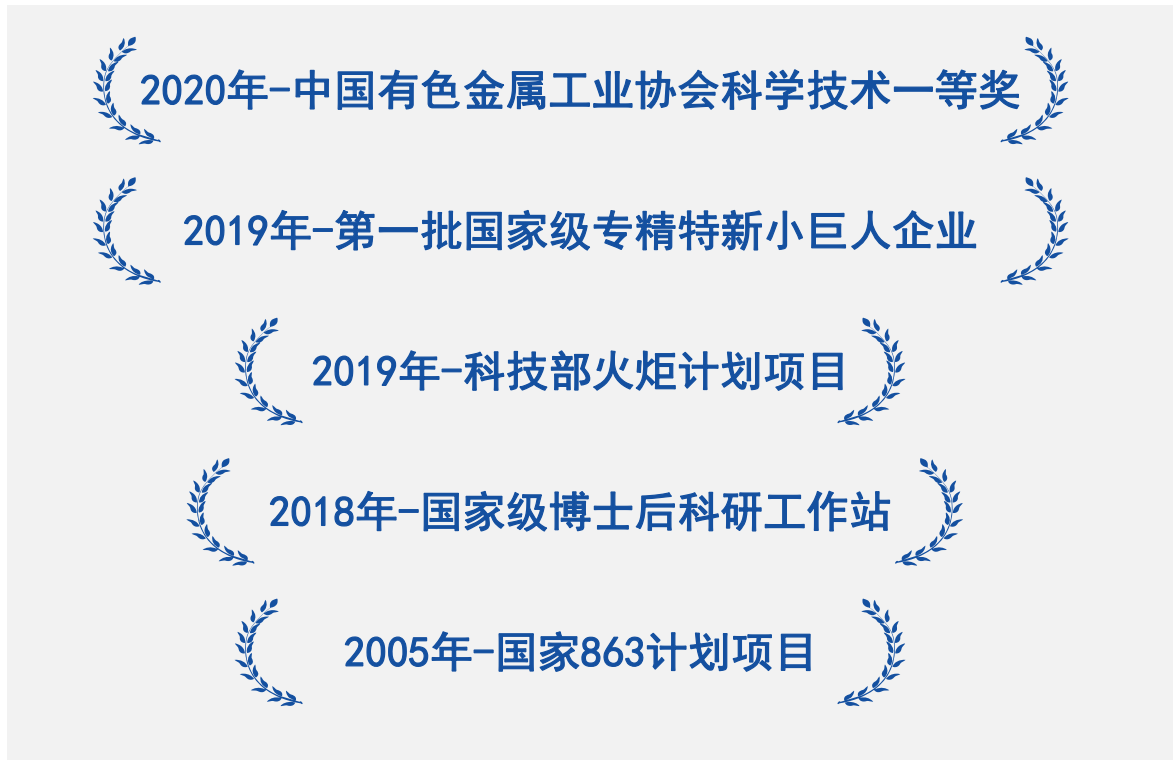 2020年-中国有色金属工业协会科学技术一等奖
2019年-第一批国家级专精特新小巨人企业
2019年-科技部火炬计划项目
2018年-国家级博士后科研工作站
2005年-国家863计划项目